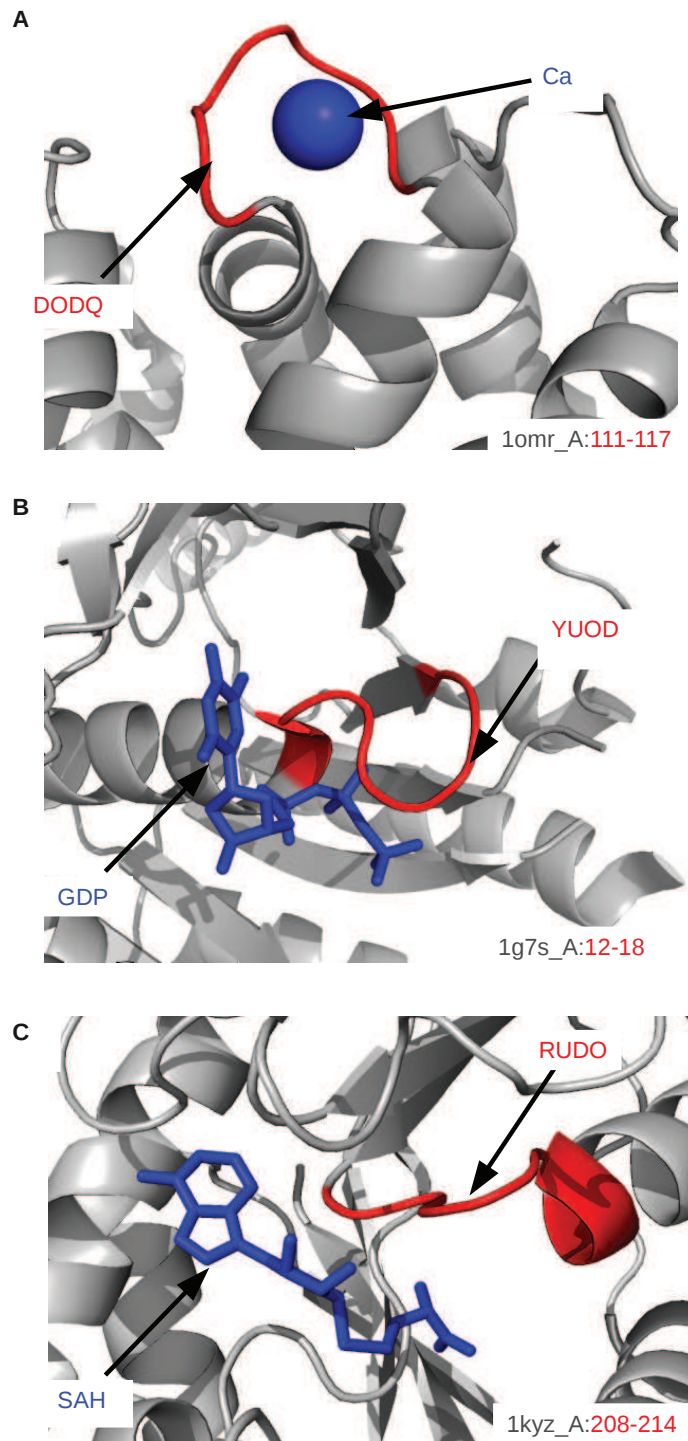 A
Ca
DODQ
1omr_A:111-117
B
YUOD
GDP
1g7s_A:12-18
C
RUDO
SAH
1kyz_A:208-214